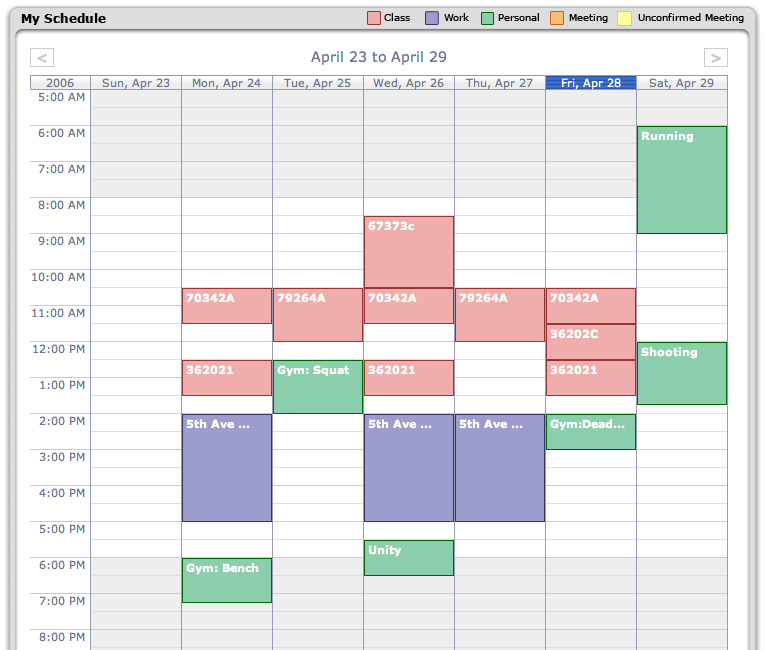 My Schedule
Class Work Personal Meeting Unconfirmed Meeting
< April 23 to April 29 >
2006 Sun, Apr 23 Mon, Apr 24 Tue, Apr 25 Wed, Apr 26 Thu, Apr 27 Fri, Apr 28 Sat, Apr 29
5:00 AM
6:00 AM Running
7:00 AM
8:00 AM
67373c
9:00 AM
10:00 AM
70342A 79264A 70342A 79264A 70342A
11:00 AM
36202C
12:00 PM Shooting
362021 Gym: Squat 362021 362021
1:00 PM
2:00 PM 5th Ave ... 5th Ave ... 5th Ave ... Gym:Dead...
3:00 PM
4:00 PM
5:00 PM
Unity
6:00 PM Gym: Bench
7:00 PM
8:00 PM